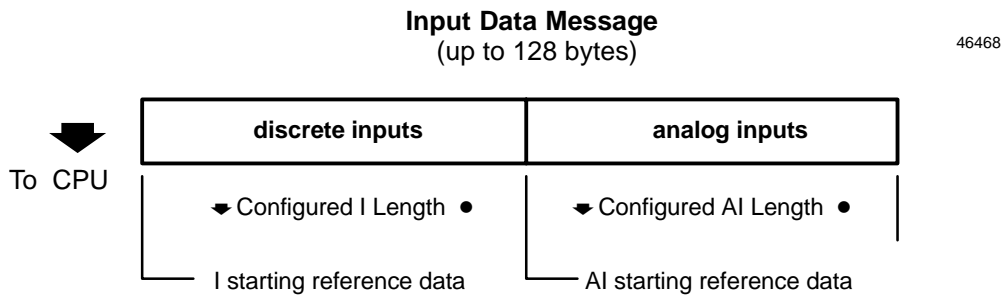 Input Data Message
(up to 128 bytes)
46468
discrete inputs analog inputs
To CPU
Configured I Length ● Configured AI Length ●
I starting reference data AI starting reference data